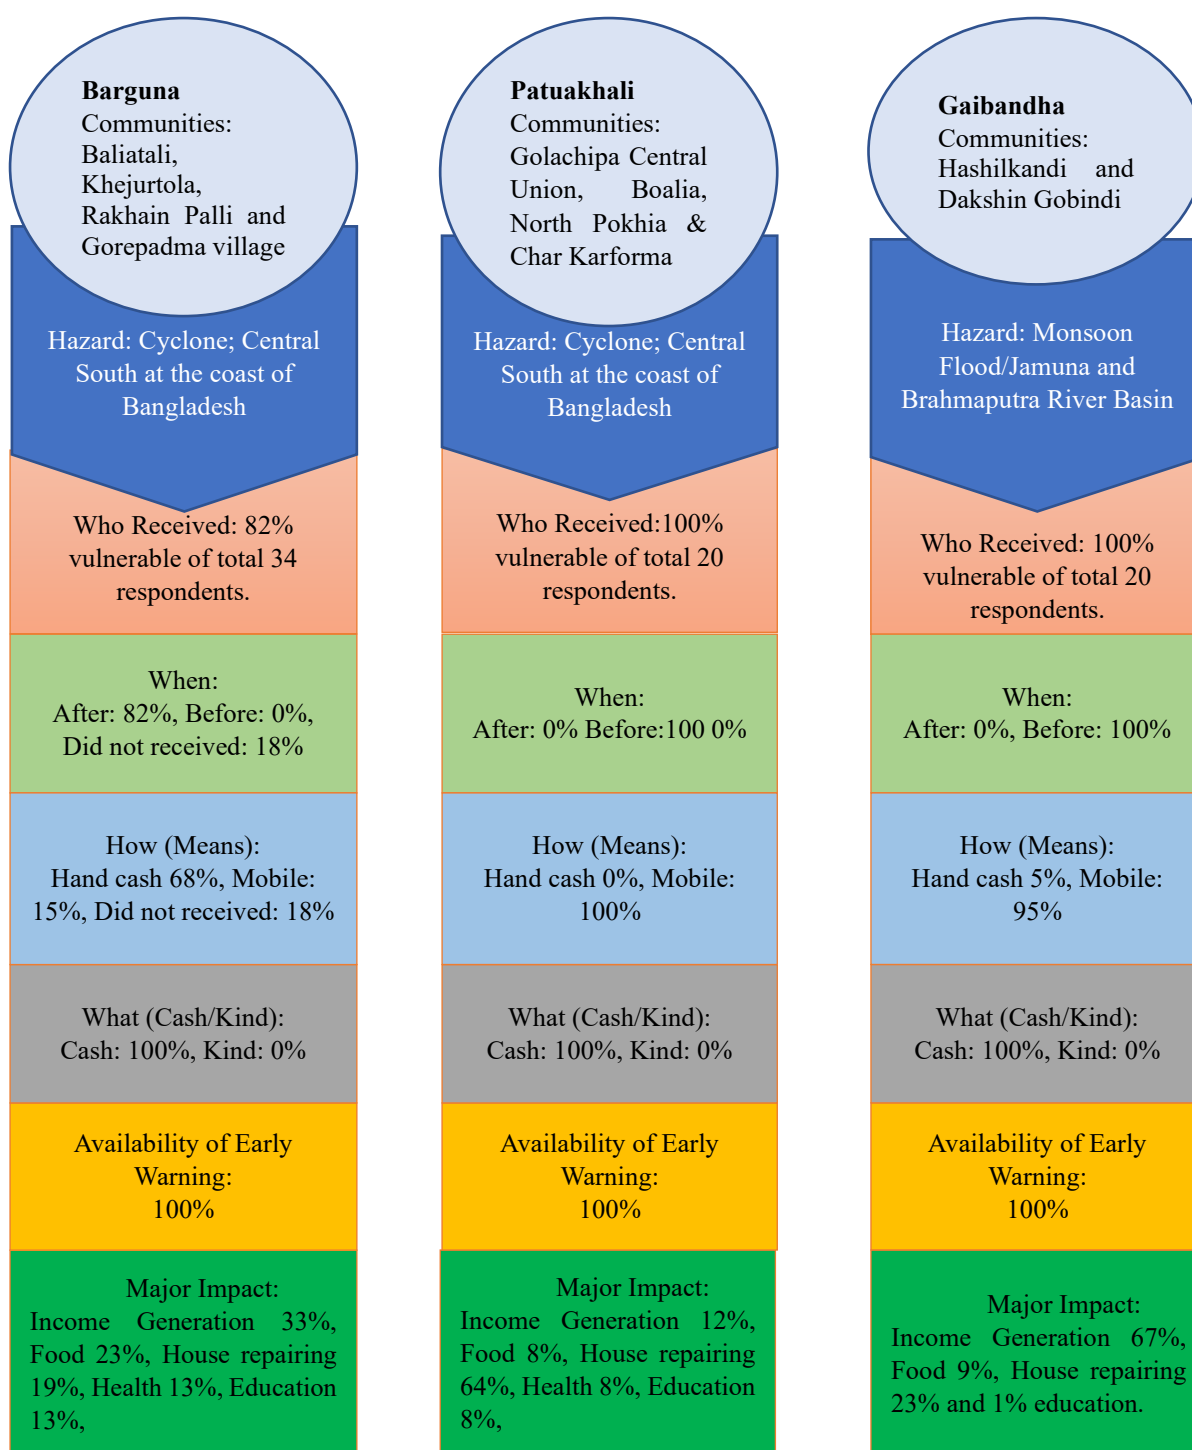 Barguna
Communities:
Baliatali,
Khejurtola,
Rakhain Palli and
Gorepadma village
Hazard: Cyclone; Central
South at the coast of
Bangladesh
Who Received: 82%
vulnerable of total 34
respondents.
When:
After: 82%, Before: 0%,
Did not received: 18%
How (Means):
Hand cash 68%, Mobile:
15%, Did not received: 18%
What (Cash/Kind):
Cash: 100%, Kind: 0%
Availability of Early
Warning:
100%
Major Impact:
Income Generation 33%,
Food 23%, House repairing
19%, Health 13%, Education
13%,
Patuakhali
Communities:
Golachipa Central
Union, Boalia,
North Pokhia &
Char Karforma
Hazard: Cyclone; Central
South at the coast of
Bangladesh
Who Received:100%
vulnerable of total 20
respondents.
When:
After: 0% Before:100 0%
How (Means):
Hand cash 0%, Mobile:
100%
What (Cash/Kind):
Cash: 100%, Kind: 0%
Availability of Early
Warning:
100%
Major Impact:
Income Generation 12%,
Food 8%, House repairing
64%, Health 8%, Education
8%,
Gaibandha
Communities:
Hashilkandi and
Dakshin Gobindi
Hazard: Monsoon
Flood/Jamuna and
Brahmaputra River Basin
Who Received: 100%
vulnerable of total 20
respondents.
When:
After: 0%, Before: 100%
How (Means):
Hand cash 5%, Mobile:
95%
What (Cash/Kind):
Cash: 100%, Kind: 0%
Availability of Early
Warning:
100%
Major Impact:
Income Generation 67%,
Food 9%, House repairing
23% and 1% education.